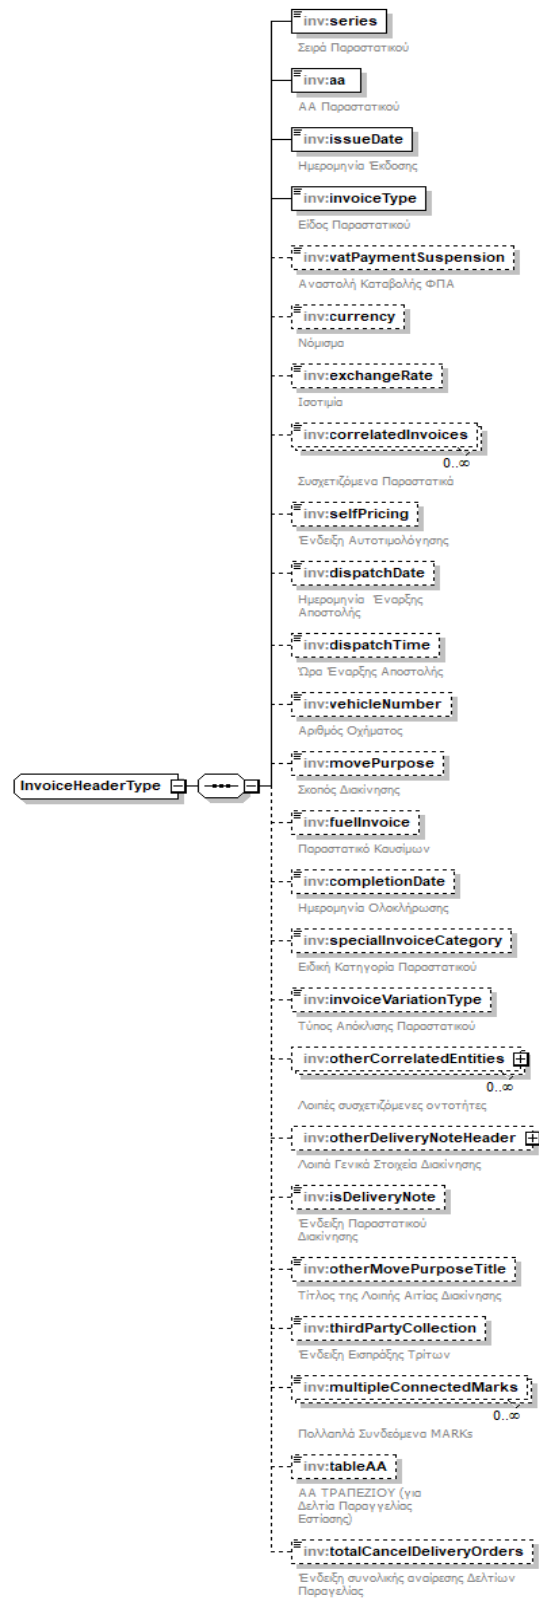 inv:series
Σειρά Παραστατικού
inv:aa
ΑΑ Παραστατικού
inv:issueDate
Ημερομηνία Έκδοσης
inv:invoiceType
Είδος Παραστατικού
inv:vatPaymentSuspension
Αναστολή Καταβολής ΦΠΑ
inv:currency
Νόμισμα
inv:exchangeRate
Ισοτιμία
inv:correlatedInvoices
0..∞
Συσχετιζόμενα Παραστατικά
inv:selfPricing
Ένδειξη Αυτοτιμολόγησης
inv:dispatchDate
Ημερομηνία Έναρξης
Αποστολής
inv:dispatchTime
Ώρα Έναρξης Αποστολής
inv:vehicleNumber
Αριθμός Οχήματος
InvoiceHeaderType
inv:movePurpose
Σκοπός Διακίνησης
inv:fuelInvoice
Παραστατικό Καυσίμων
inv:completionDate
Ημερομηνία Ολοκλήρωσης
inv:specialInvoiceCategory
Ειδική Κατηγορία Παραστατικού
inv:invoiceVariationType
Τύπος Απόκλισης Παραστατικού
inv:otherCorrelatedEntities
0..∞
Λοιπές συσχετιζόμενες οντοτήτες
inv:otherDeliveryNoteHeader
Λοιπά Γενικά Στοιχεία Διακίνησης
inv:isDeliveryNote
Ένδειξη Παραστατικού
Διακίνησης
inv:otherMovePurposeTitle
Τίτλος της Λοιπής Αιτίας Διακίνησης
inv:thirdPartyCollection
Ένδειξη Εισπράξης Τρίτων
inv:multipleConnectedMarks
0..∞
Πολλαπλά Συνδεόμενα MARKs
inv:tableAA
ΑΑ ΤΡΑΠΕΖΙΟΥ (για
Δελτία Παραγγελίας
Εστίασης)
inv:totalCancelDeliveryOrders
Ένδειξη συνολικής αναίρεσης Δελτίων
Παραγελίας